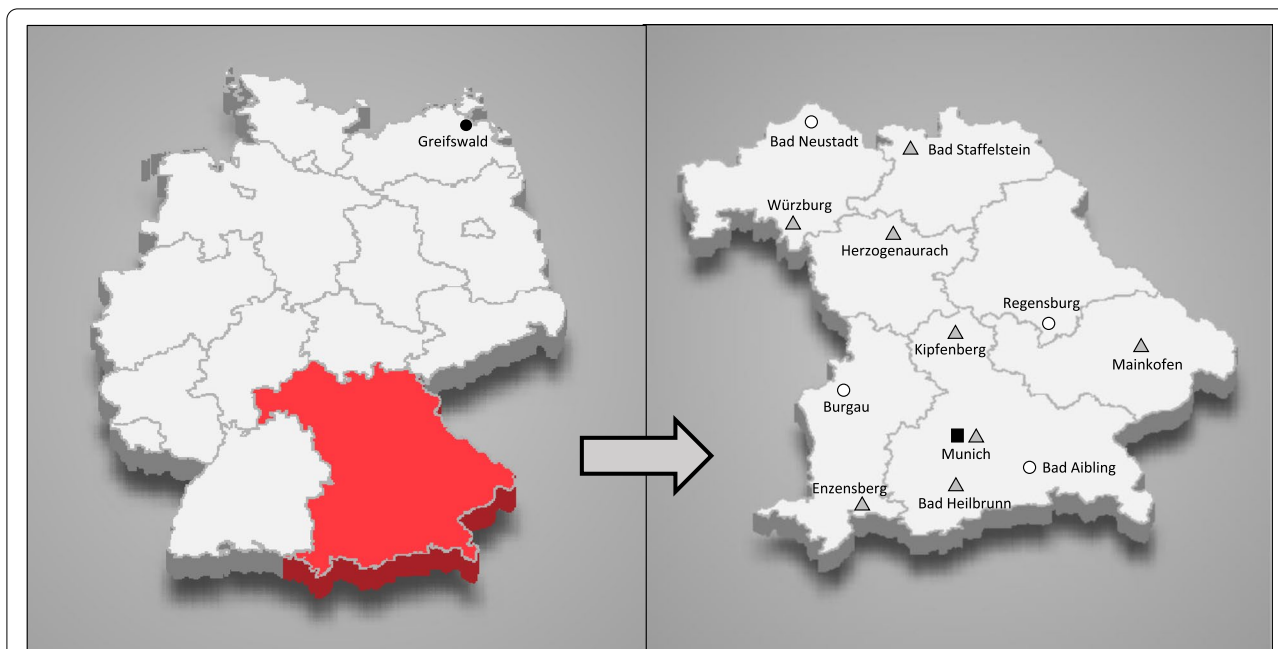 Greifswald
Bad Neustadt
Bad Staffelstein
Würzburg
Herzogenaurach
Regensburg
Kipfenberg
Mainkofen
Burgau
Munich
Bad Aibling
Enzensberg
Bad Heilbrunn